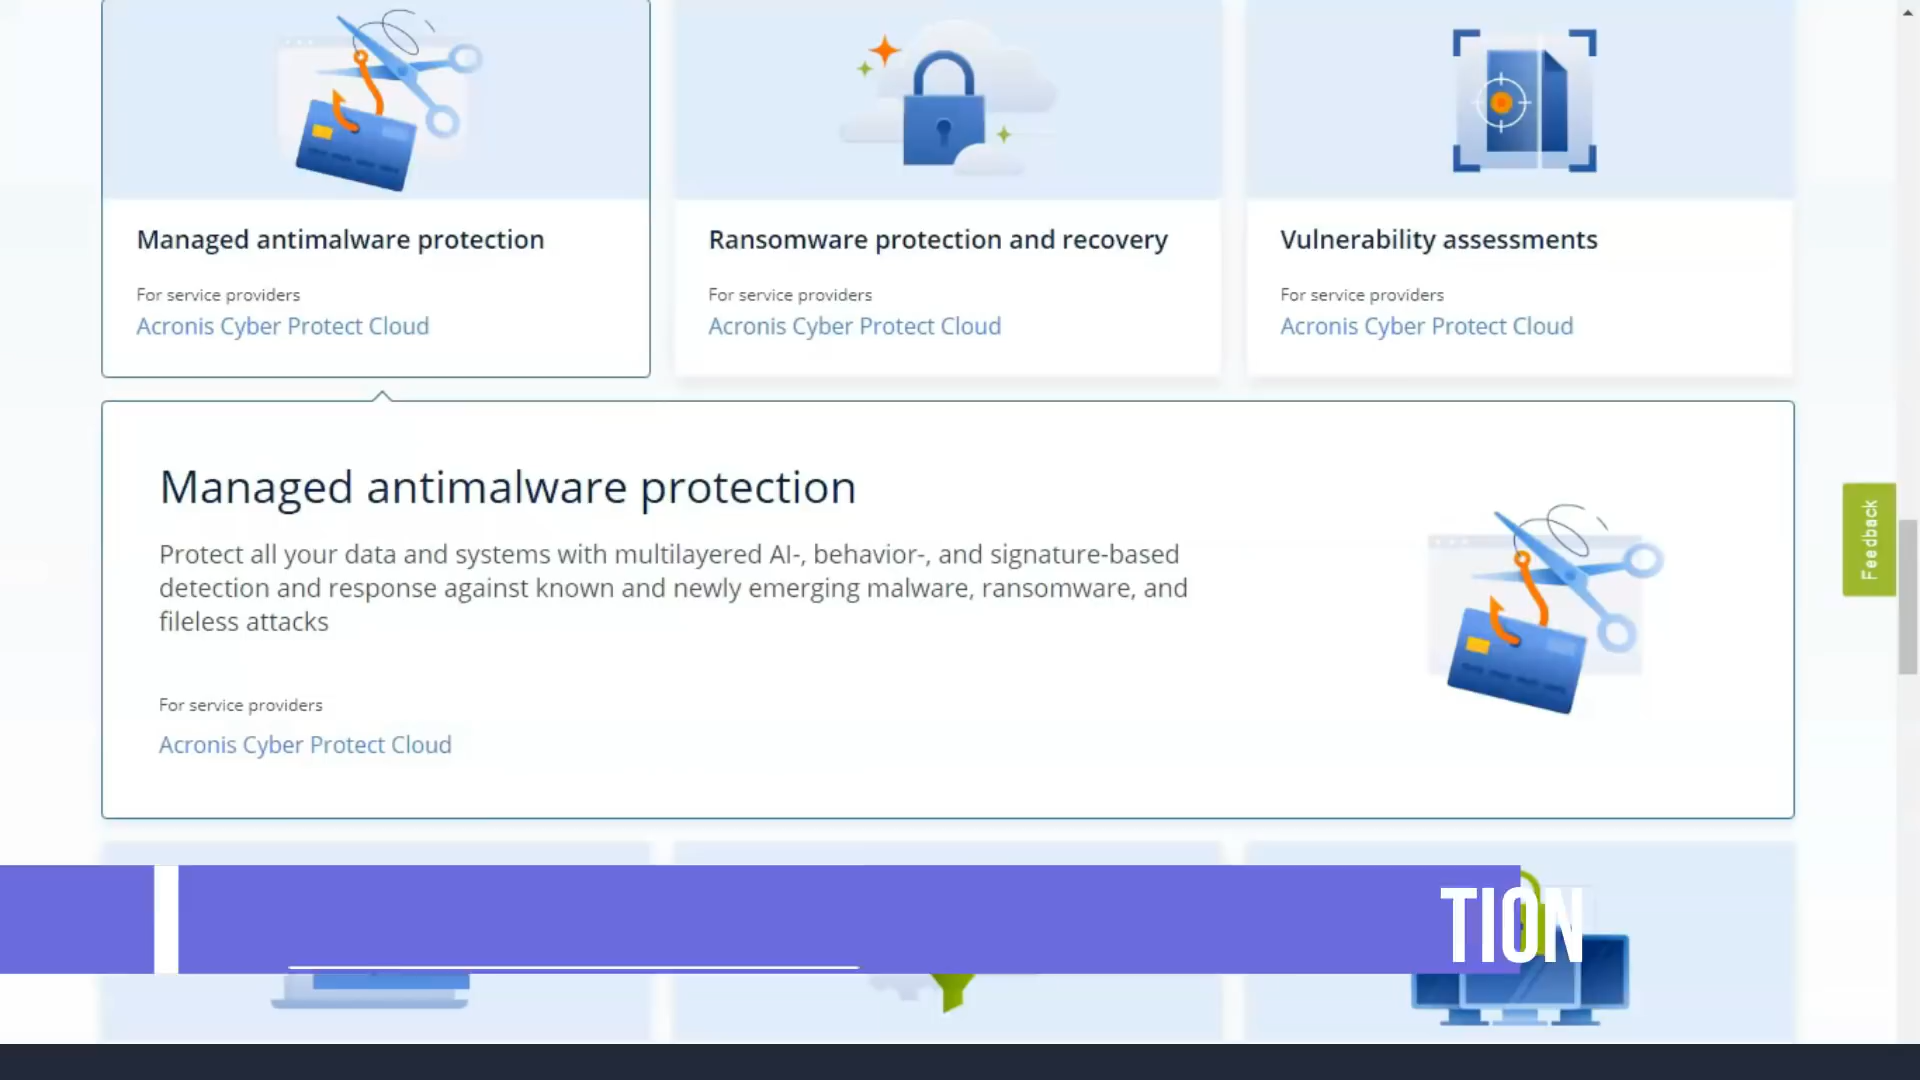 Managed antimalware protection
For service providers
Acronis Cyber Protect Cloud
Ransomware protection and recovery
For service providers
Acronis Cyber Protect Cloud
Vulnerability assessments
For service providers
Acronis Cyber Protect Cloud
Managed antimalware protection
Protect all your data and systems with multilayered AI-, behavior-, and signature-based
detection and response against known and newly emerging malware, ransomware, and
fileless attacks
For service providers
Acronis Cyber Protect Cloud
Feedback
TION